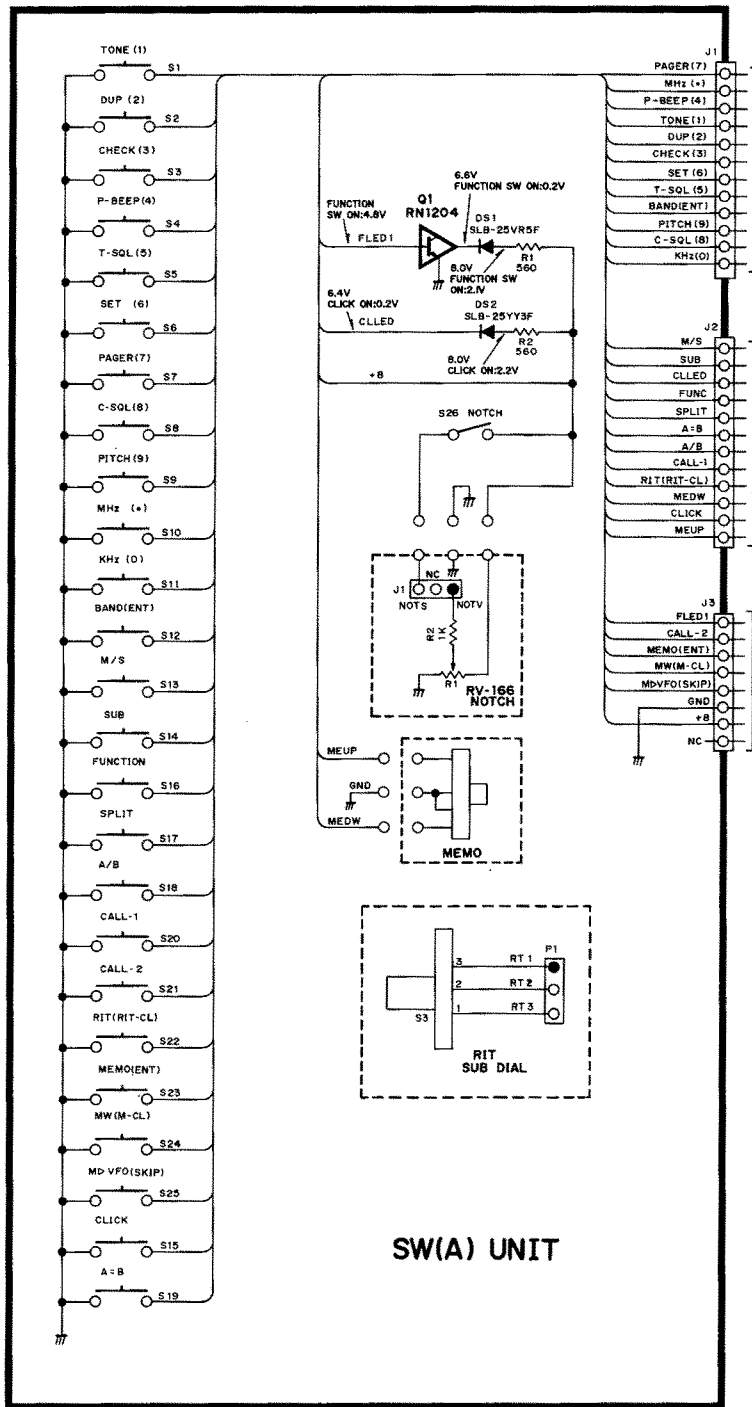 TONE (1)
S1
DUP (2)
S2
CHECK(3)
S3
P-BEEP(4)
S4
T-SQL(5)
S5
SET (6)
S6
PAGER(7)
S7
C-SQL(8)
S8
PITCH(9)
S9
MHz (*)
S10
KHz (0)
S11
BAND(ENT)
S12
M/S
S13
SUB
S14
FUNCTION
S16
SPLIT
S17
A/B
S18
CALL-1
S20
CALL-2
S21
RIT(RIT-CL)
S22
MEMO(ENT)
S23
MW(M-CL)
S24
M▷VFO(SKIP)
S25
CLICK
S15
A=B
S19
FUNCTION
SW ON:4.8V
FLED1
Q1
RN1204
6.6V
FUNCTION SW ON:0.2V
DS1
SLB-25VR5F
R1
560
8.0V
FUNCTION SW
ON:2.1V
6.4V
CLICK ON:0.2V
CLLED
DS2
SLB-25YY3F
R2
560
8.0V
CLICK ON:2.2V
+8
S26 NOTCH
J1
NC
NOTS
NOTV
R2
1K
R1
RV-166
NOTCH
MEUP
GND
MEDW
MEMO
S3
3
RT 1
2
RT 2
1
RT 3
P1
RIT
SUB DIAL
J1
PAGER(7)
MHz (*)
P-BEEP(4)
TONE(1)
DUP(2)
CHECK(3)
SET (6)
T-SQL(5)
BAND(ENT)
PITCH(9)
C-SQL(8)
KHz(0)
J2
M/S
SUB
CLLED
FUNC
SPLIT
A=B
A/B
CALL-1
RIT(RIT-CL)
MEDW
CLICK
MEUP
J3
FLED1
CALL-2
MEMO(ENT)
MW(M-CL)
M▷VFO(SKIP)
GND
+8
NC
SW(A) UNIT